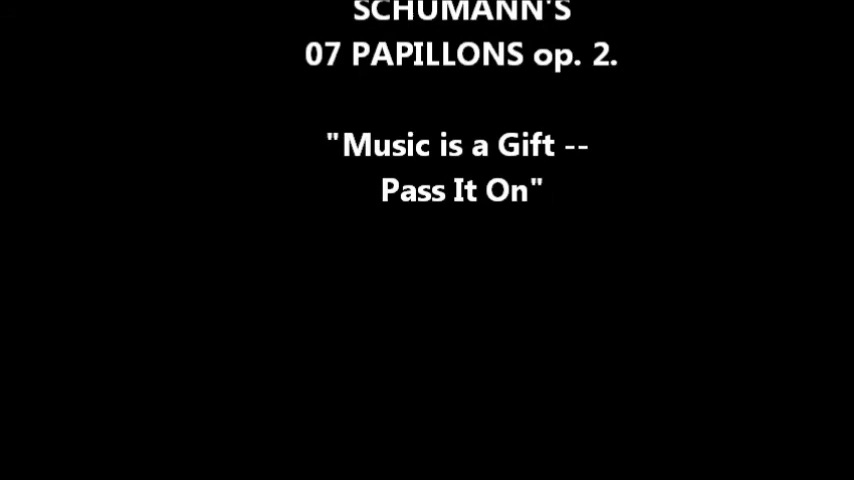 SCHUMANN'S
07 PAPILLONS op. 2.
"Music is a Gift --
Pass It On"